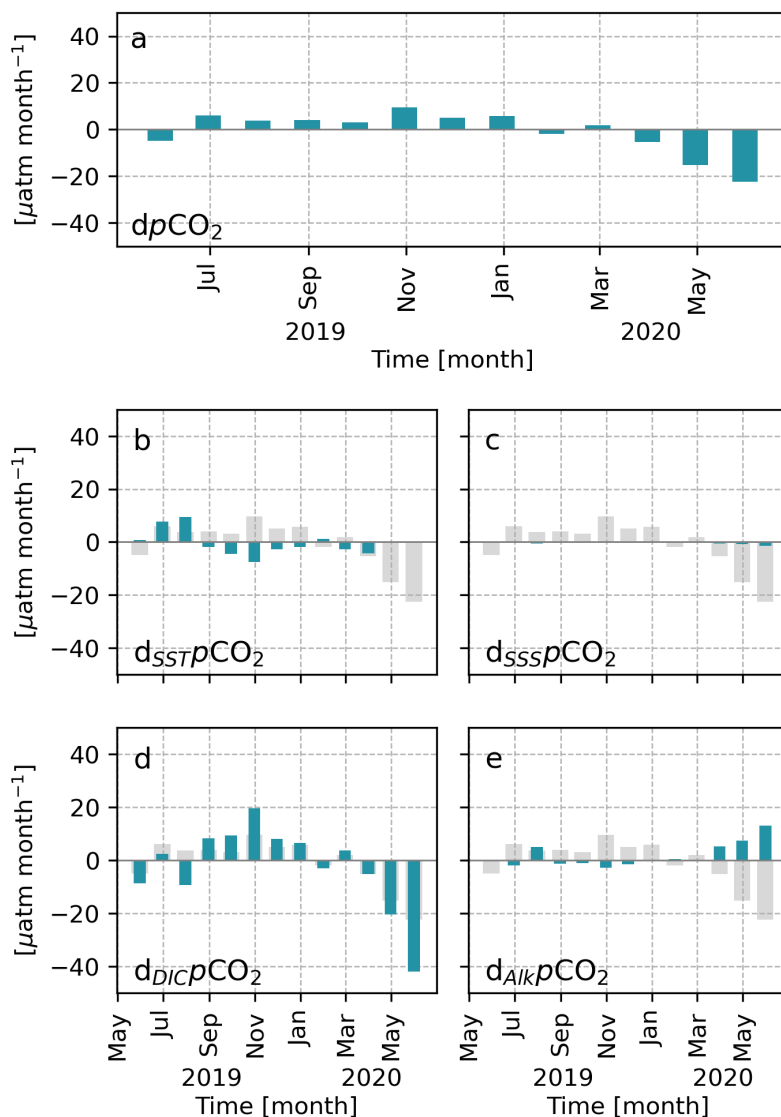 a
[μatm month⁻¹]
40
20
0
−20
−40
dpCO₂
Jul
Sep
Nov
Jan
Mar
May
2019
2020
Time [month]
b
[μatm month⁻¹]
40
20
0
−20
−40
d_SST pCO₂
c
d_SSS pCO₂
d
[μatm month⁻¹]
40
20
0
−20
−40
d_DIC pCO₂
May
Jul
Sep
Nov
Jan
Mar
May
2019
2020
Time [month]
e
d_Alk pCO₂
May
Jul
Sep
Nov
Jan
Mar
May
2019
2020
Time [month]